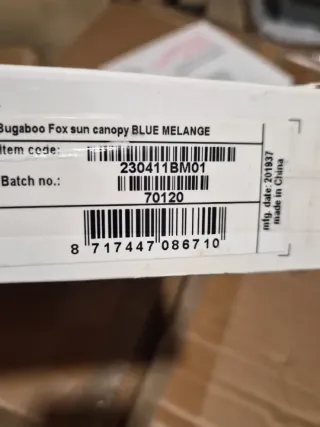 Bugaboo Fox sun canopy BLUE MELANGE
Item code:
230411BM01
Batch no.:
70120
8 717447 086710
mfg. date: 201937
made in China